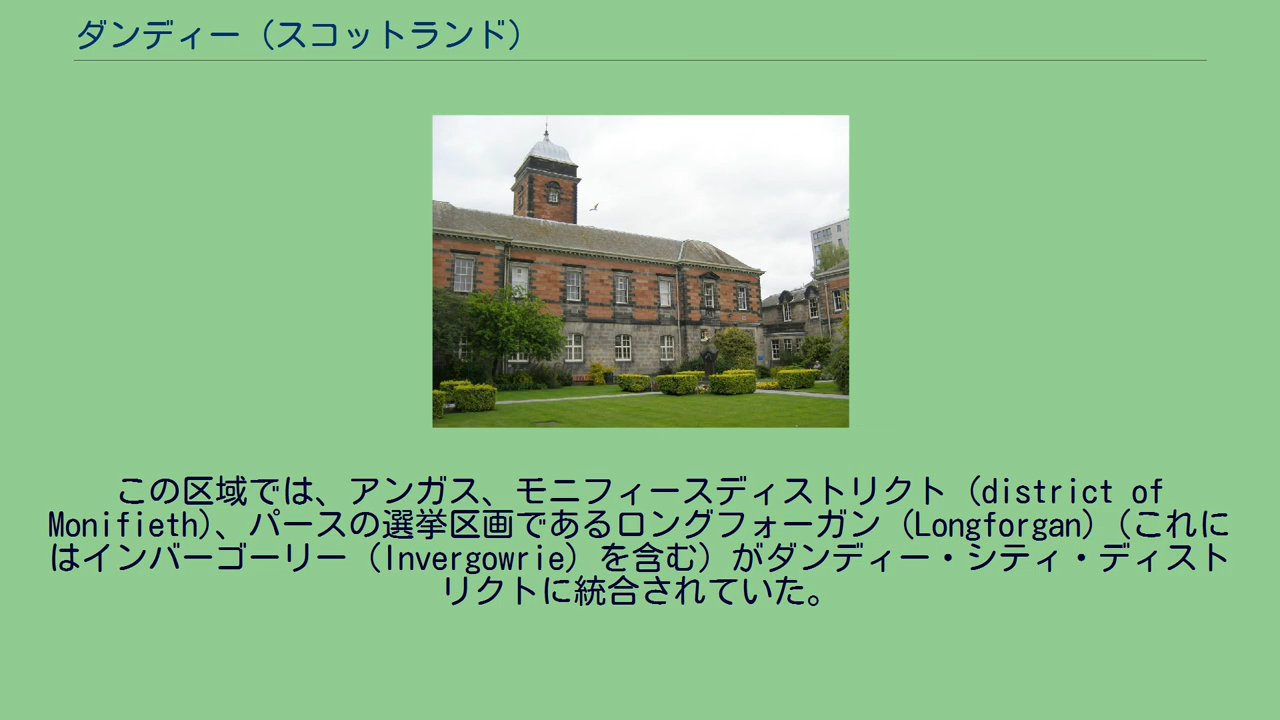 ダンディー（スコットランド）
この区域では、アンガス、モニフィースディストリクト（district of
Monifieth）、パースの選挙区画であるロングフォーガン（Longforgan）（これに
はインバーゴーリー（Invergowrie）を含む）がダンディー・シティ・ディスト
リクトに統合されていた。